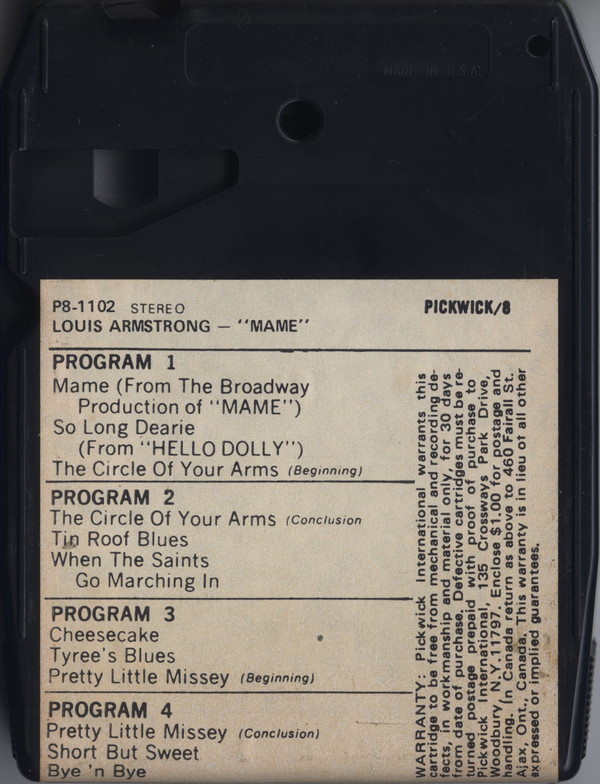 MADE IN U.S.A.
P8-1102 STEREO PICKWICK/8
LOUIS ARMSTRONG — "MAME"
PROGRAM 1
Mame (From The Broadway
Production of "MAME")
So Long Dearie
(From "HELLO DOLLY")
The Circle Of Your Arms (Beginning)
PROGRAM 2
The Circle Of Your Arms (Conclusion
Tin Roof Blues
When The Saints
Go Marching In
PROGRAM 3
Cheesecake
Tyree's Blues
Pretty Little Missey (Beginning)
PROGRAM 4
Pretty Little Missey (Conclusion)
Short But Sweet
Bye 'n Bye
WARRANTY: Pickwick International warrants this
cartridge to be free from mechanical and recording de-
fects, in workmanship and material only, for 30 days
from date of purchase. Defective cartridges must be re-
turned postage prepaid with proof of purchase to
Pickwick International, 135 Crossways Park Drive,
Woodbury, N.Y. 11797. Enclose $1.00 for postage and
handling. In Canada return as above to 460 Fairall St.
Ajax, Ont., Canada. This warranty is in lieu of all other
expressed or implied guarantees.